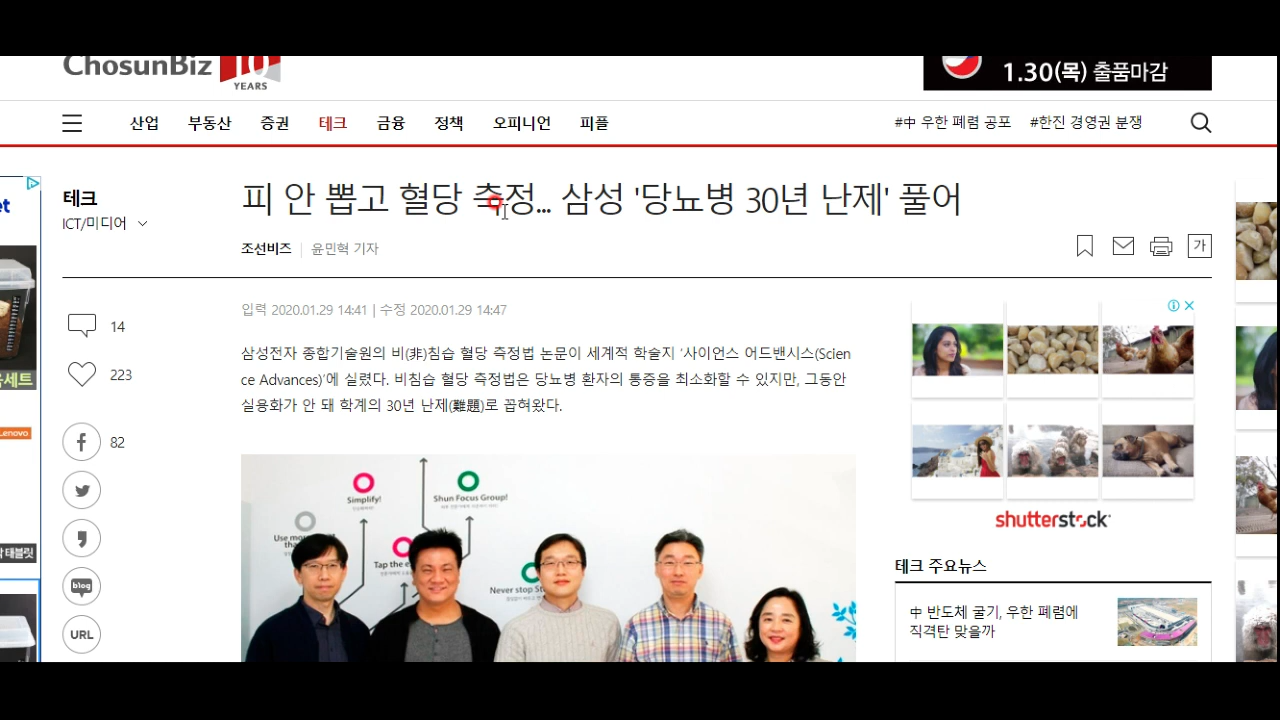 ChosunBiz 10
YEARS
1.30(목) 출품마감
산업 부동산 증권 테크 금융 정책 오피니언 피플
#中 우한 폐렴 공포 #한진 경영권 분쟁
테크
ICT/미디어
피 안 뽑고 혈당 측정... 삼성 '당뇨병 30년 난제' 풀어
조선비즈 윤민혁 기자
가
입력 2020.01.29 14:41 | 수정 2020.01.29 14:47
14
223
82
blog
URL
삼성전자 종합기술원의 비(非)침습 혈당 측정법 논문이 세계적 학술지 '사이언스 어드밴시스(Scien
ce Advances)'에 실렸다. 비침습 혈당 측정법은 당뇨병 환자의 통증을 최소화할 수 있지만, 그동안
실용화가 안 돼 학계의 30년 난제(難題)로 꼽혀왔다.
Simplify!
Shun Focus Group!
Tap the e
Never stop St
shutterstock
테크 주요뉴스
中 반도체 굴기, 우한 폐렴에
직격탄 맞을까
et
세트
Lenovo
태블릿